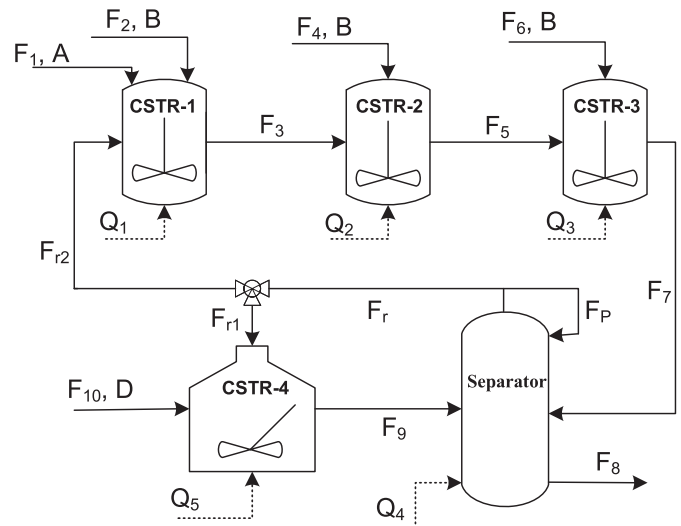 F2, B
F4, B
F6, B
F1, A
CSTR-1
CSTR-2
CSTR-3
F3
F5
Q1
Q2
Q3
Fr2
F7
Fr1
Fr
FP
CSTR-4
Separator
F10, D
F9
F8
Q5
Q4